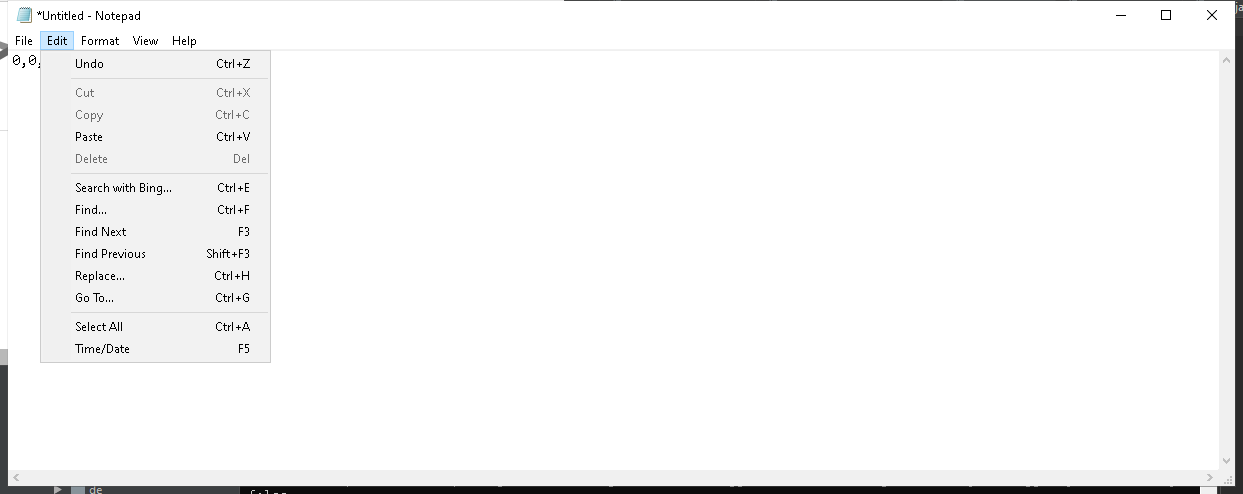 *Untitled - Notepad
File Edit Format View Help
0,0,
Undo Ctrl+Z
Cut Ctrl+X
Copy Ctrl+C
Paste Ctrl+V
Delete Del
Search with Bing... Ctrl+E
Find... Ctrl+F
Find Next F3
Find Previous Shift+F3
Replace... Ctrl+H
Go To... Ctrl+G
Select All Ctrl+A
Time/Date F5
de